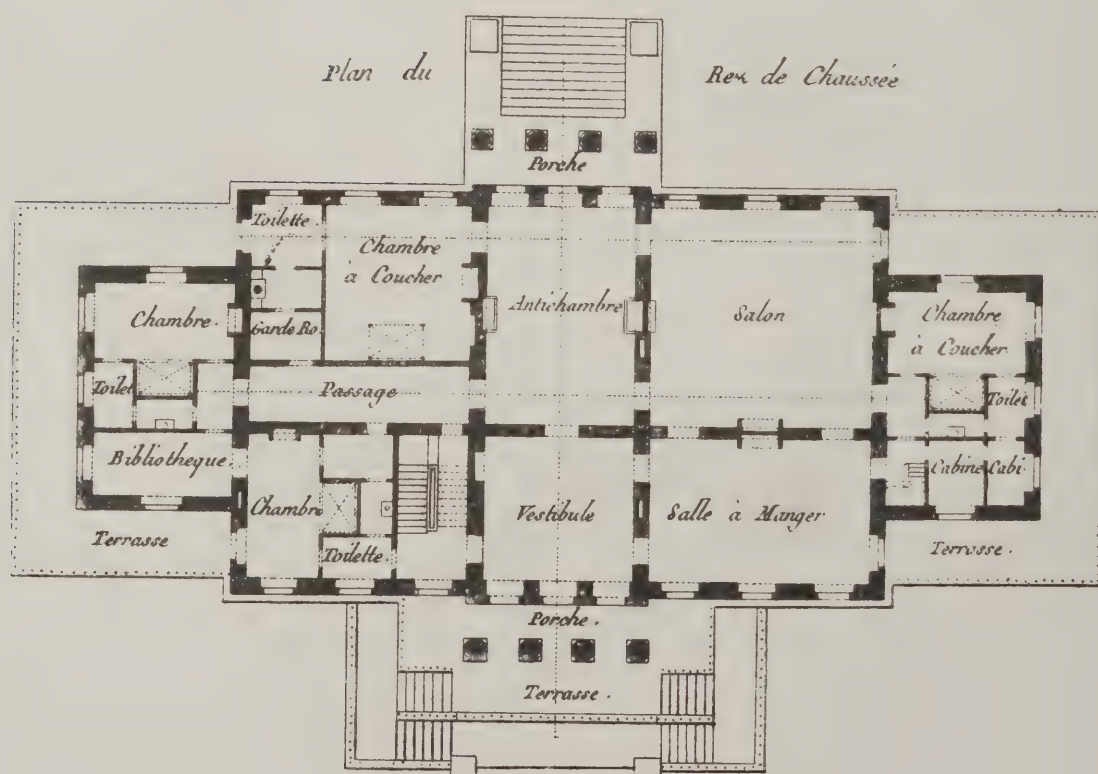 Plan du
Rex de Chaussée
Porche
Toilette
Chambre
à Coucher
Antichambre
Salon
Chambre
à Coucher
Chambre.
Garde Ro.
Toilet
Passage
Toilet
Bibliotheque
Chambre
Vestibule
Salle à Manger
Cabine
Cabi
Terrasse
Toilette
Terrasse.
Porche.
Terrasse.